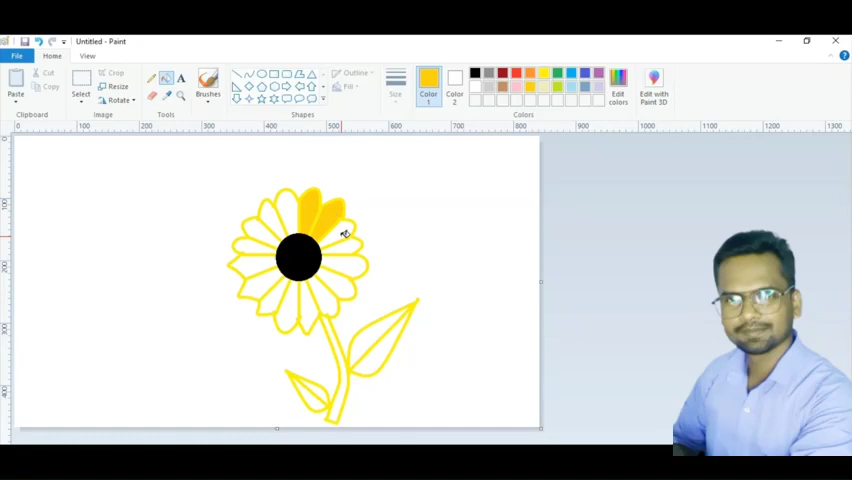 Untitled - Paint
File Home View
Paste Cut Copy Clipboard
Select Crop Resize Rotate Image
A Tools
Brushes
Outline Fill Shapes
Size
Color 1
Color 2
Edit colors
Colors
Edit with Paint 3D
0 100 200 300 400 500 600 700 800 900 1000 1100 1200 1300
0
100
200
300
400